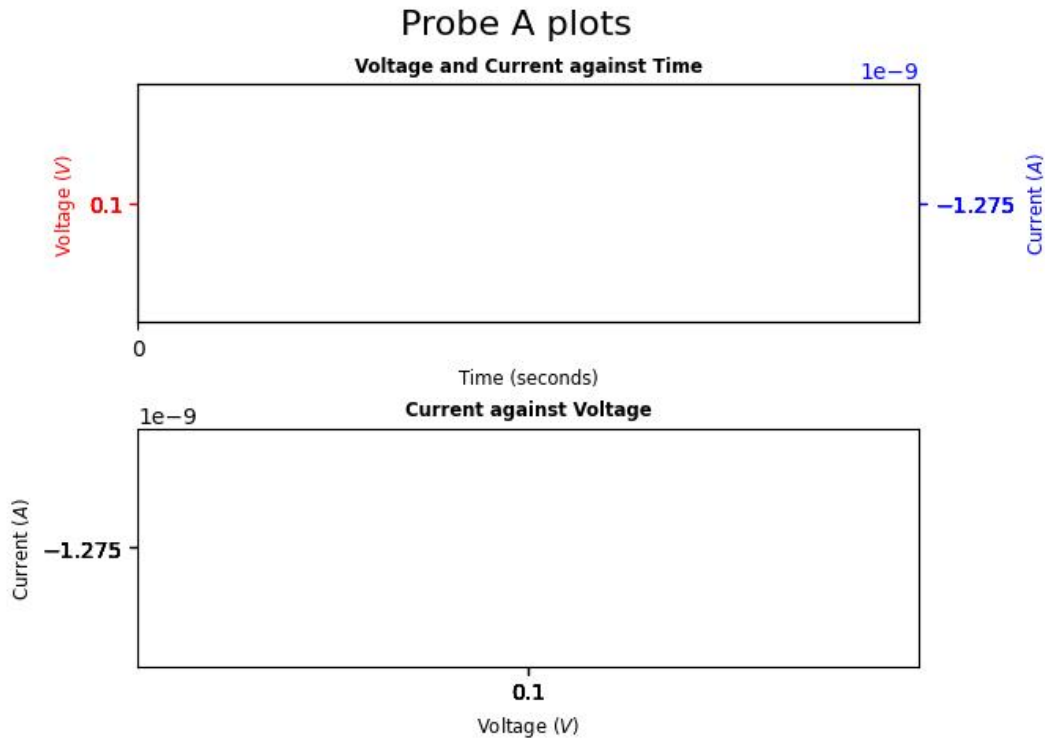 Probe A plots
Voltage and Current against Time
1e−9
Voltage (V)
0.1
−1.275
Current (A)
0
Time (seconds)
Current against Voltage
1e−9
Current (A)
−1.275
0.1
Voltage (V)